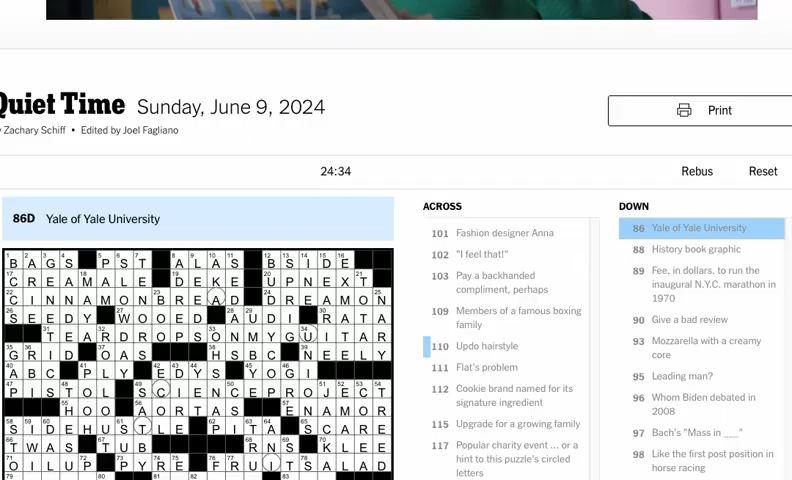 Quiet Time Sunday, June 9, 2024
Zachary Schiff • Edited by Joel Fagliano
Print
24:34
Rebus
Reset
86D Yale of Yale University
BAGS PST ALAS BSIDE
CREAMALE DEKE UPNEXT
CINNAMONBREAD DREAMON
SEEDY WOOED AUDI RATA
TEARDROPSONMYGUITAR
GRID OAS HSBC NEELY
ABC PLY EDYS YOGI
PISTOL SCIENCEPROJECT
HOO AORTAS ENAMOR
SIDEHUSTLE PITA SCARE
TWAS TUB RNS KLEE
OILUP PYRE FRUITSALAD
ACROSS
101 Fashion designer Anna
102 "I feel that!"
103 Pay a backhanded
compliment, perhaps
109 Members of a famous boxing
family
110 Updo hairstyle
111 Flat's problem
112 Cookie brand named for its
signature ingredient
115 Upgrade for a growing family
117 Popular charity event ... or a
hint to this puzzle's circled
letters
DOWN
86 Yale of Yale University
88 History book graphic
89 Fee, in dollars, to run the
inaugural N.Y.C. marathon in
1970
90 Give a bad review
93 Mozzarella with a creamy
core
95 Leading man?
96 Whom Biden debated in
2008
97 Bach's "Mass in ___"
98 Like the first post position in
horse racing